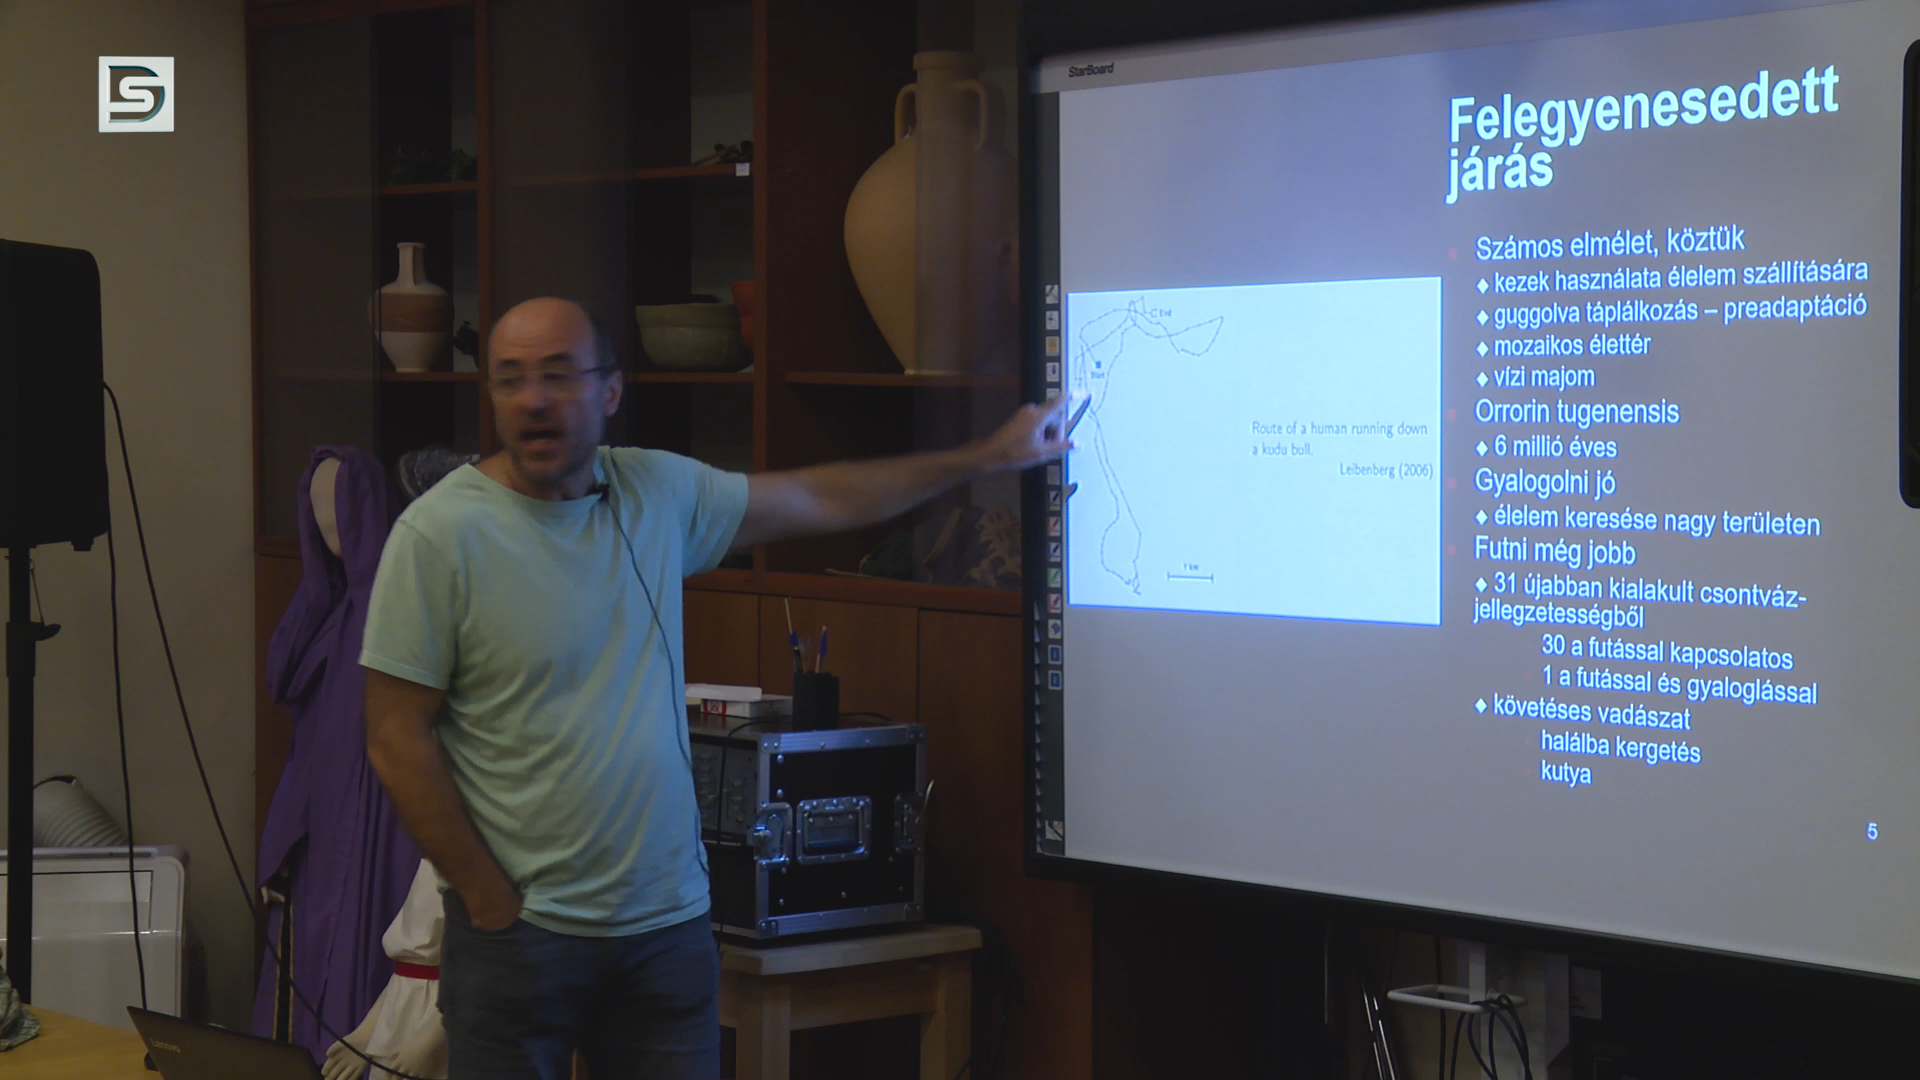 StarBoard
Felegyenesedett
járás
Számos elmélet, köztük
kezek használata élelem szállítására
guggolva táplálkozás – preadaptáció
mozaikos élettér
vízi majom
Orrorin tugenensis
6 millió éves
Gyalogolni jó
élelem keresése nagy területen
Futni még jobb
31 újabban kialakult csontváz-
jellegzetességből
30 a futással kapcsolatos
1 a futással és gyaloglással
követéses vadászat
halálba kergetés
kutya
5
End
Start
Route of a human running down
a kudu bull.
Leibenberg (2006)
1 km
Lenovo